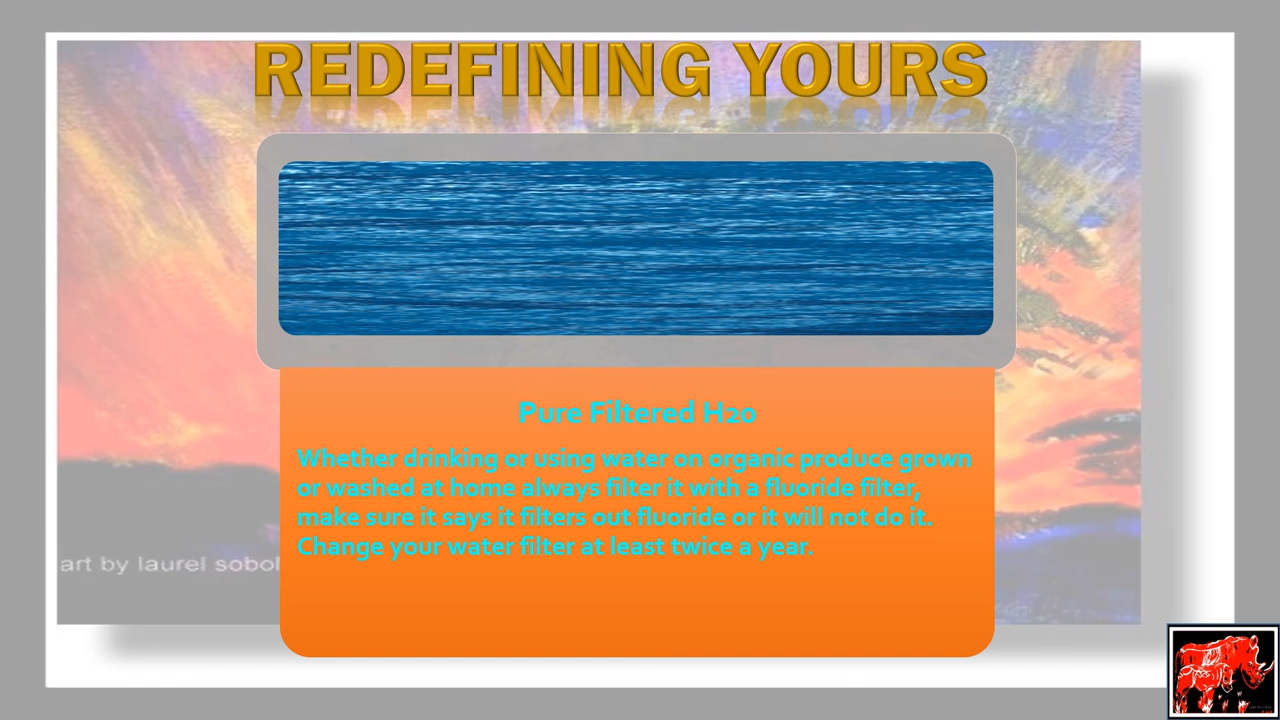 REDEFINING YOURS
Pure Filtered H20
Whether drinking or using water on organic produce grown
or washed at home always filter it with a fluoride filter,
make sure it says it filters out fluoride or it will not do it.
Change your water filter at least twice a year.
art by laurel sobol